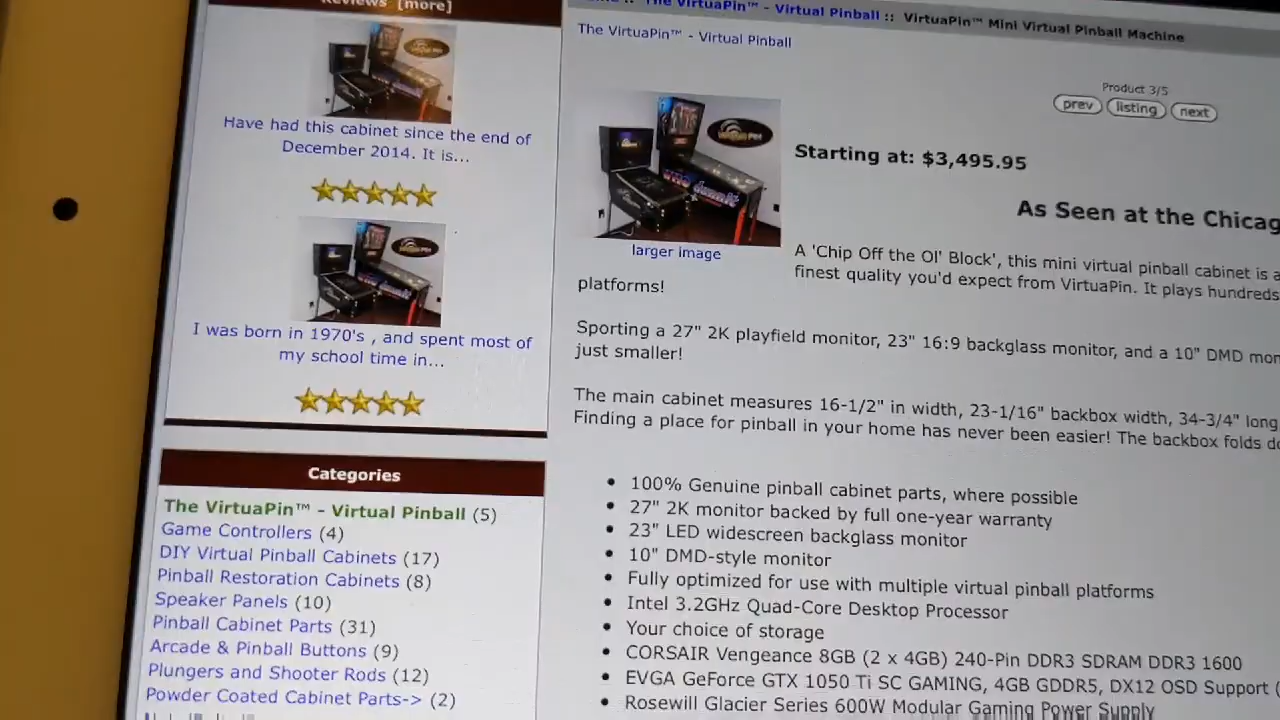 Reviews [more]
Have had this cabinet since the end of
December 2014. It is...
I was born in 1970's , and spent most of
my school time in...
Categories
The VirtuaPin™ - Virtual Pinball (5)
Game Controllers (4)
DIY Virtual Pinball Cabinets (17)
Pinball Restoration Cabinets (8)
Speaker Panels (10)
Pinball Cabinet Parts (31)
Arcade & Pinball Buttons (9)
Plungers and Shooter Rods (12)
Powder Coated Cabinet Parts-> (2)
:: The VirtuaPin™ - Virtual Pinball :: VirtuaPin™ Mini Virtual Pinball Machine
The VirtuaPin™ - Virtual Pinball
Product 3/5
prev listing next
larger image
Starting at: $3,495.95
As Seen at the Chicag
A 'Chip Off the Ol' Block', this mini virtual pinball cabinet is a
finest quality you'd expect from VirtuaPin. It plays hundreds
platforms!
Sporting a 27" 2K playfield monitor, 23" 16:9 backglass monitor, and a 10" DMD mon
just smaller!
The main cabinet measures 16-1/2" in width, 23-1/16" backbox width, 34-3/4" long
Finding a place for pinball in your home has never been easier! The backbox folds do
• 100% Genuine pinball cabinet parts, where possible
• 27" 2K monitor backed by full one-year warranty
• 23" LED widescreen backglass monitor
• 10" DMD-style monitor
• Fully optimized for use with multiple virtual pinball platforms
• Intel 3.2GHz Quad-Core Desktop Processor
• Your choice of storage
• CORSAIR Vengeance 8GB (2 x 4GB) 240-Pin DDR3 SDRAM DDR3 1600
• EVGA GeForce GTX 1050 Ti SC GAMING, 4GB GDDR5, DX12 OSD Support (
• Rosewill Glacier Series 600W Modular Gaming Power Supply